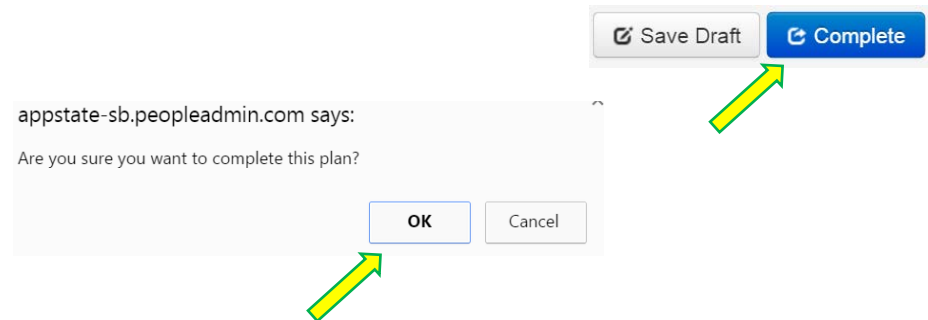 Save Draft
Complete
appstate-sb.peopleadmin.com says:
Are you sure you want to complete this plan?
OK
Cancel